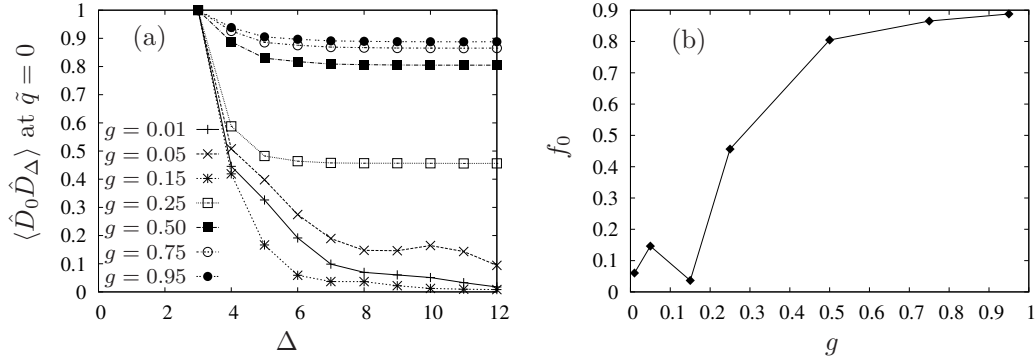 (a)
⟨D̂₀D̂_Δ⟩ at q̃ = 0
1
0.9
0.8
0.7
0.6
0.5
0.4
0.3
0.2
0.1
0
g = 0.01
g = 0.05
g = 0.15
g = 0.25
g = 0.50
g = 0.75
g = 0.95
0 2 4 6 8 10 12
Δ
(b)
f₀
0.9
0.8
0.7
0.6
0.5
0.4
0.3
0.2
0.1
0
0 0.1 0.2 0.3 0.4 0.5 0.6 0.7 0.8 0.9 1
g